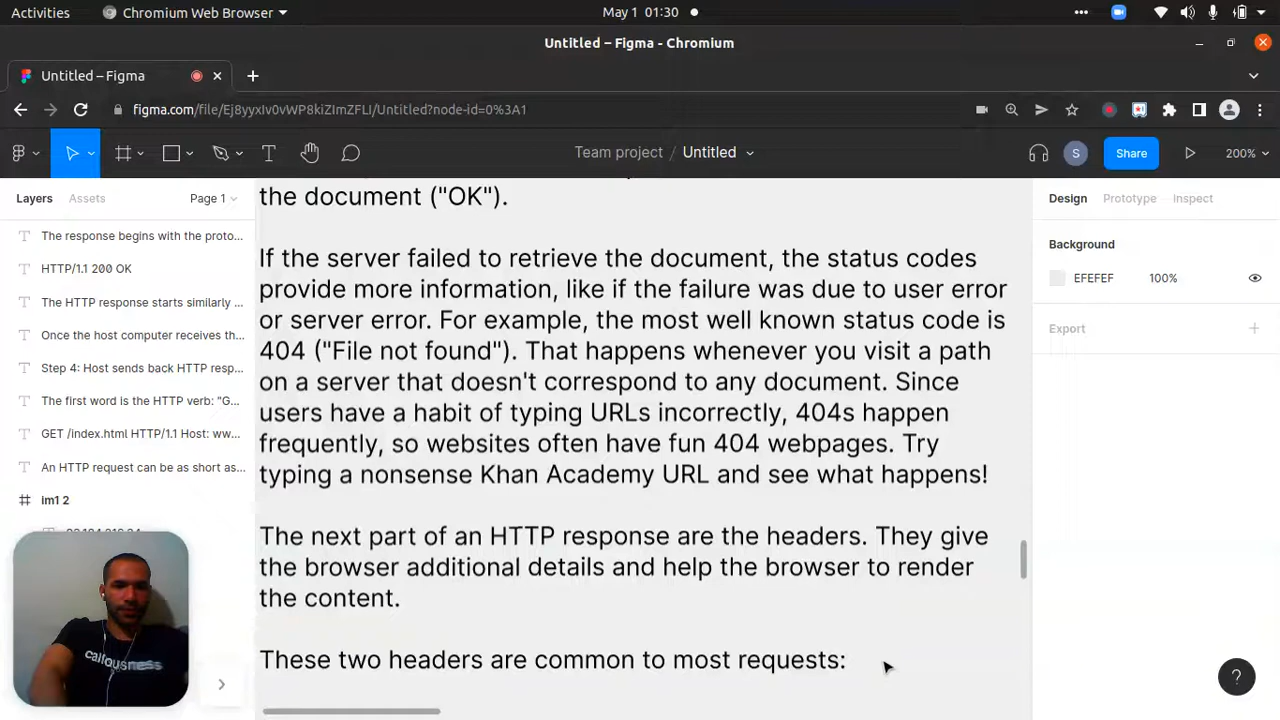 Activities
Chromium Web Browser
May 1 01:30
Untitled – Figma - Chromium
Untitled – Figma
figma.com/file/Ej8yyxIv0vWP8kiZImZFLI/Untitled?node-id=0%3A1
Team project / Untitled
S
Share
200%
Layers
Assets
Page 1
The response begins with the proto...
HTTP/1.1 200 OK
The HTTP response starts similarly ...
Once the host computer receives th...
Step 4: Host sends back HTTP resp...
The first word is the HTTP verb: "G...
GET /index.html HTTP/1.1 Host: ww...
An HTTP request can be as short as...
im1 2
the document ("OK").
If the server failed to retrieve the document, the status codes
provide more information, like if the failure was due to user error
or server error. For example, the most well known status code is
404 ("File not found"). That happens whenever you visit a path
on a server that doesn't correspond to any document. Since
users have a habit of typing URLs incorrectly, 404s happen
frequently, so websites often have fun 404 webpages. Try
typing a nonsense Khan Academy URL and see what happens!
The next part of an HTTP response are the headers. They give
the browser additional details and help the browser to render
the content.
These two headers are common to most requests:
Design
Prototype
Inspect
Background
EFEFEF
100%
Export
callousness
?